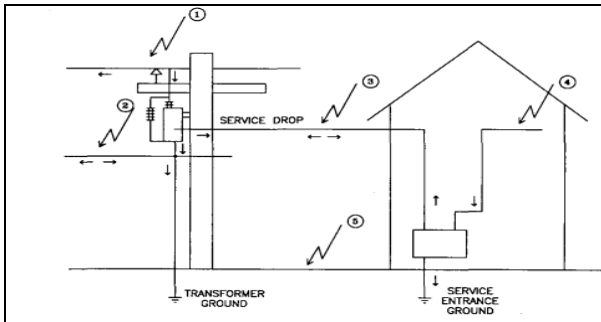 1
2
3
4
SERVICE DROP
5
TRANSFORMER
GROUND
SERVICE
ENTRANCE
GROUND